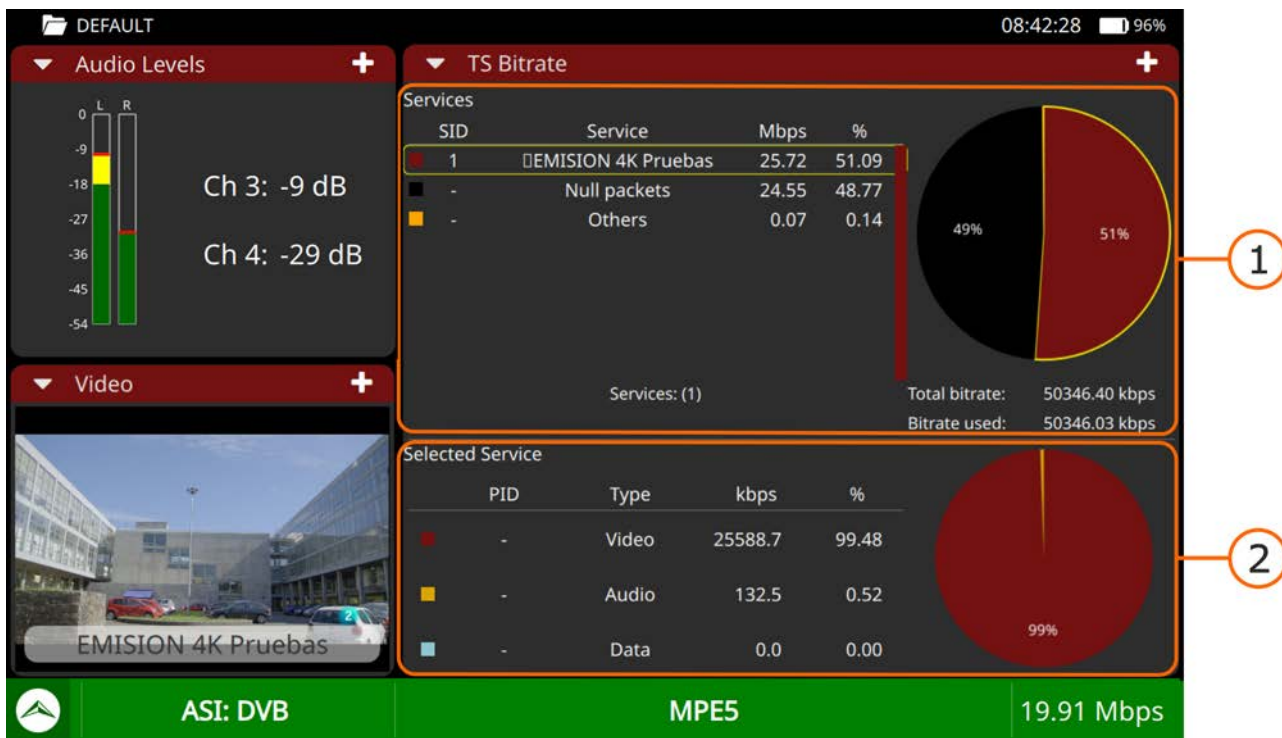 DEFAULT
08:42:28 96%
Audio Levels
L R
0
-9
-18
-27
-36
-45
-54
Ch 3: -9 dB
Ch 4: -29 dB
TS Bitrate
Services
SID Service Mbps %
1 EMISION 4K Pruebas 25.72 51.09
- Null packets 24.55 48.77
- Others 0.07 0.14
49% 51%
Services: (1)
Total bitrate: 50346.40 kbps
Bitrate used: 50346.03 kbps
1
Video
2
EMISION 4K Pruebas
Selected Service
PID Type kbps %
- Video 25588.7 99.48
- Audio 132.5 0.52
- Data 0.0 0.00
99%
2
ASI: DVB MPE5 19.91 Mbps